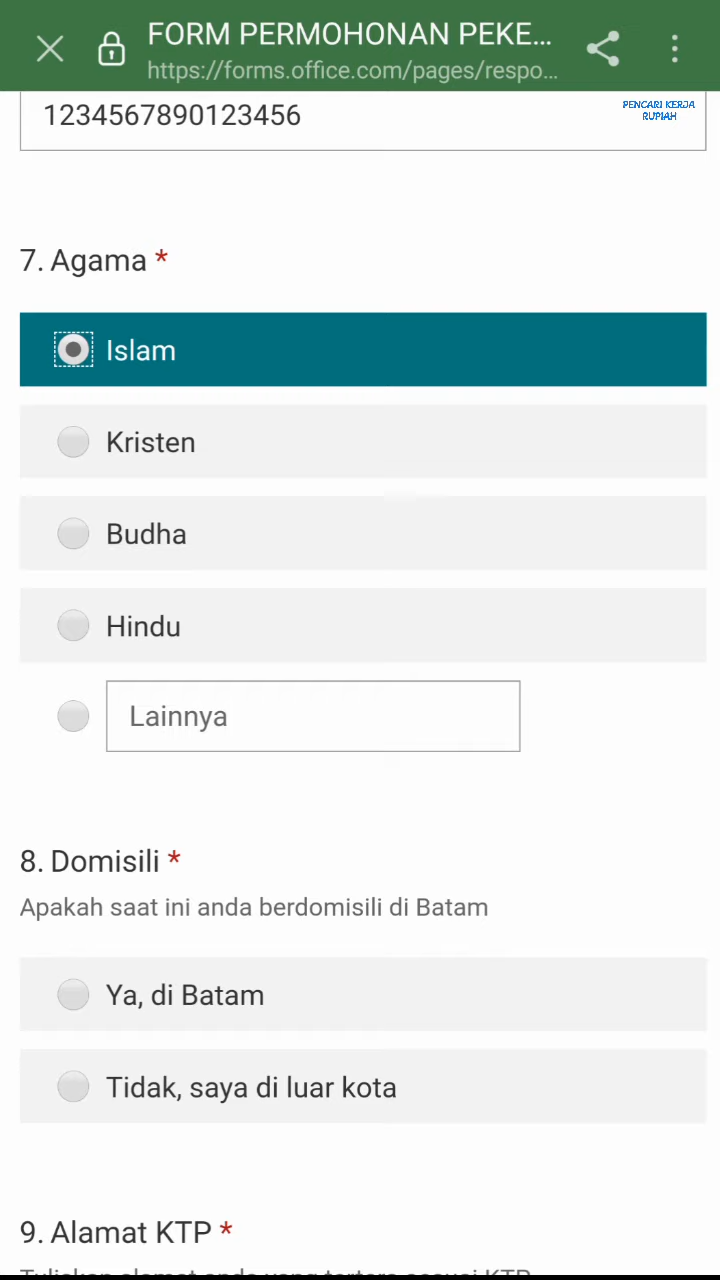 FORM PERMOHONAN PEKE...
https://forms.office.com/pages/respo...
1234567890123456
PENCARI KERJA
RUPIAH
7. Agama *
Islam
Kristen
Budha
Hindu
Lainnya
8. Domisili *
Apakah saat ini anda berdomisili di Batam
Ya, di Batam
Tidak, saya di luar kota
9. Alamat KTP *